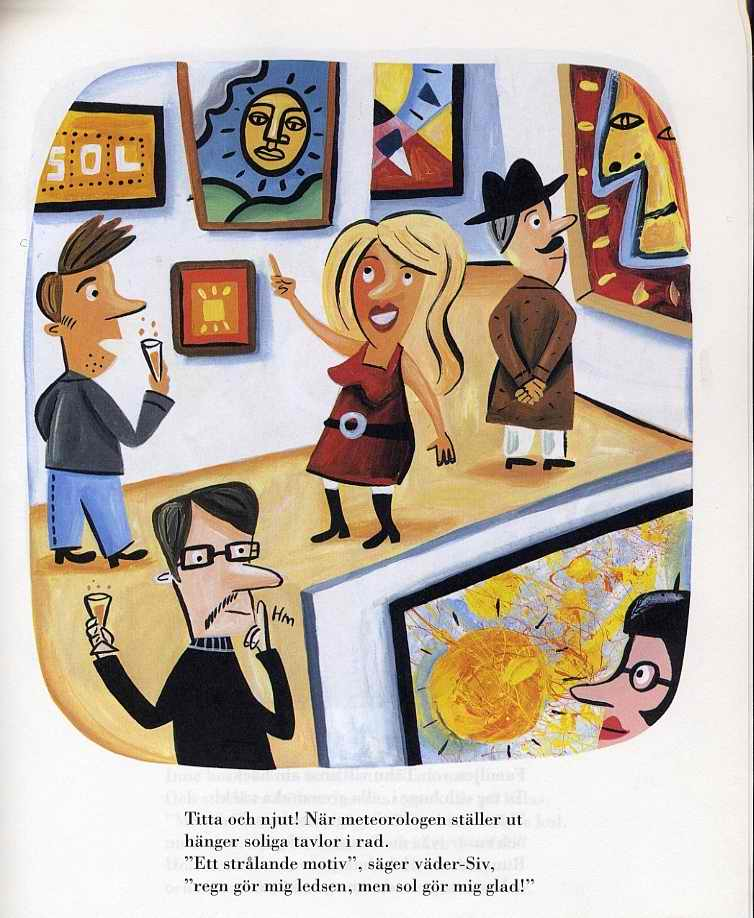 SOL
Hm
Titta och njut! När meteorologen ställer ut
hänger soliga tavlor i rad.
”Ett strålande motiv”, säger väder-Siv,
”regn gör mig ledsen, men sol gör mig glad!”